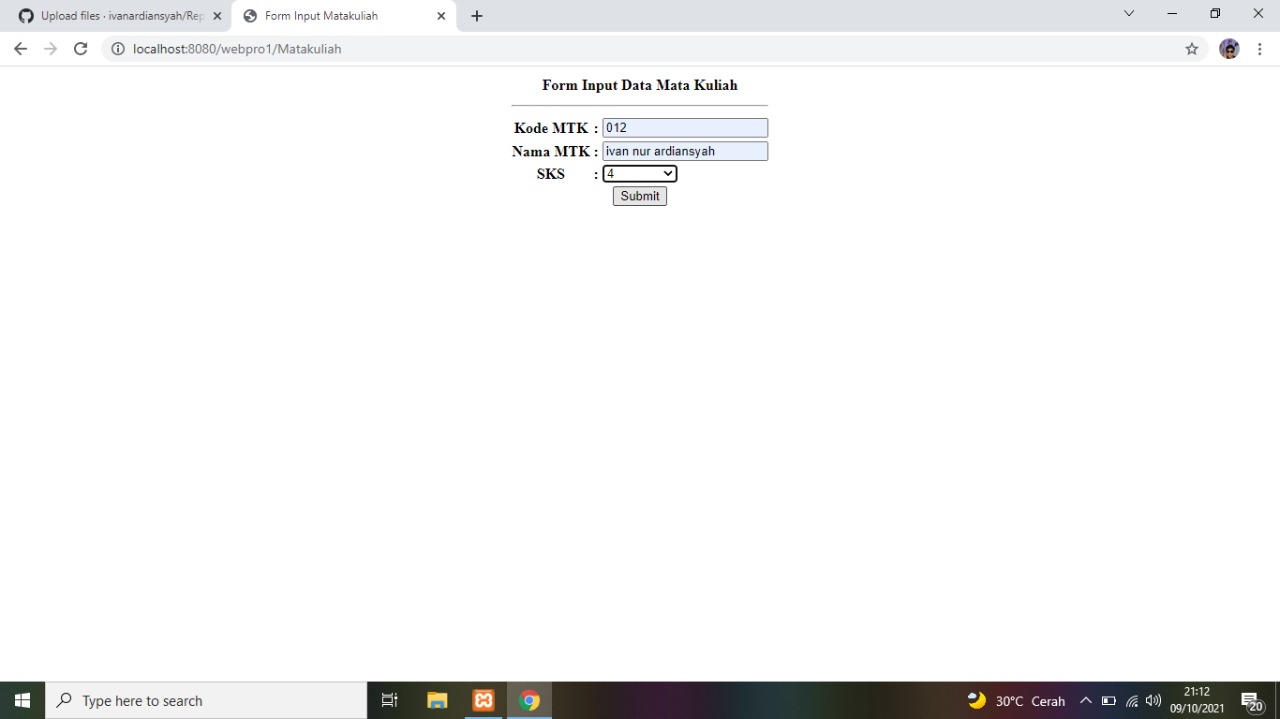 Upload files · ivanardiansyah/Rep
Form Input Matakuliah
localhost:8080/webpro1/Matakuliah
Form Input Data Mata Kuliah
Kode MTK : 012
Nama MTK : ivan nur ardiansyah
SKS : 4
Submit
Type here to search
30°C Cerah
21:12
09/10/2021
20